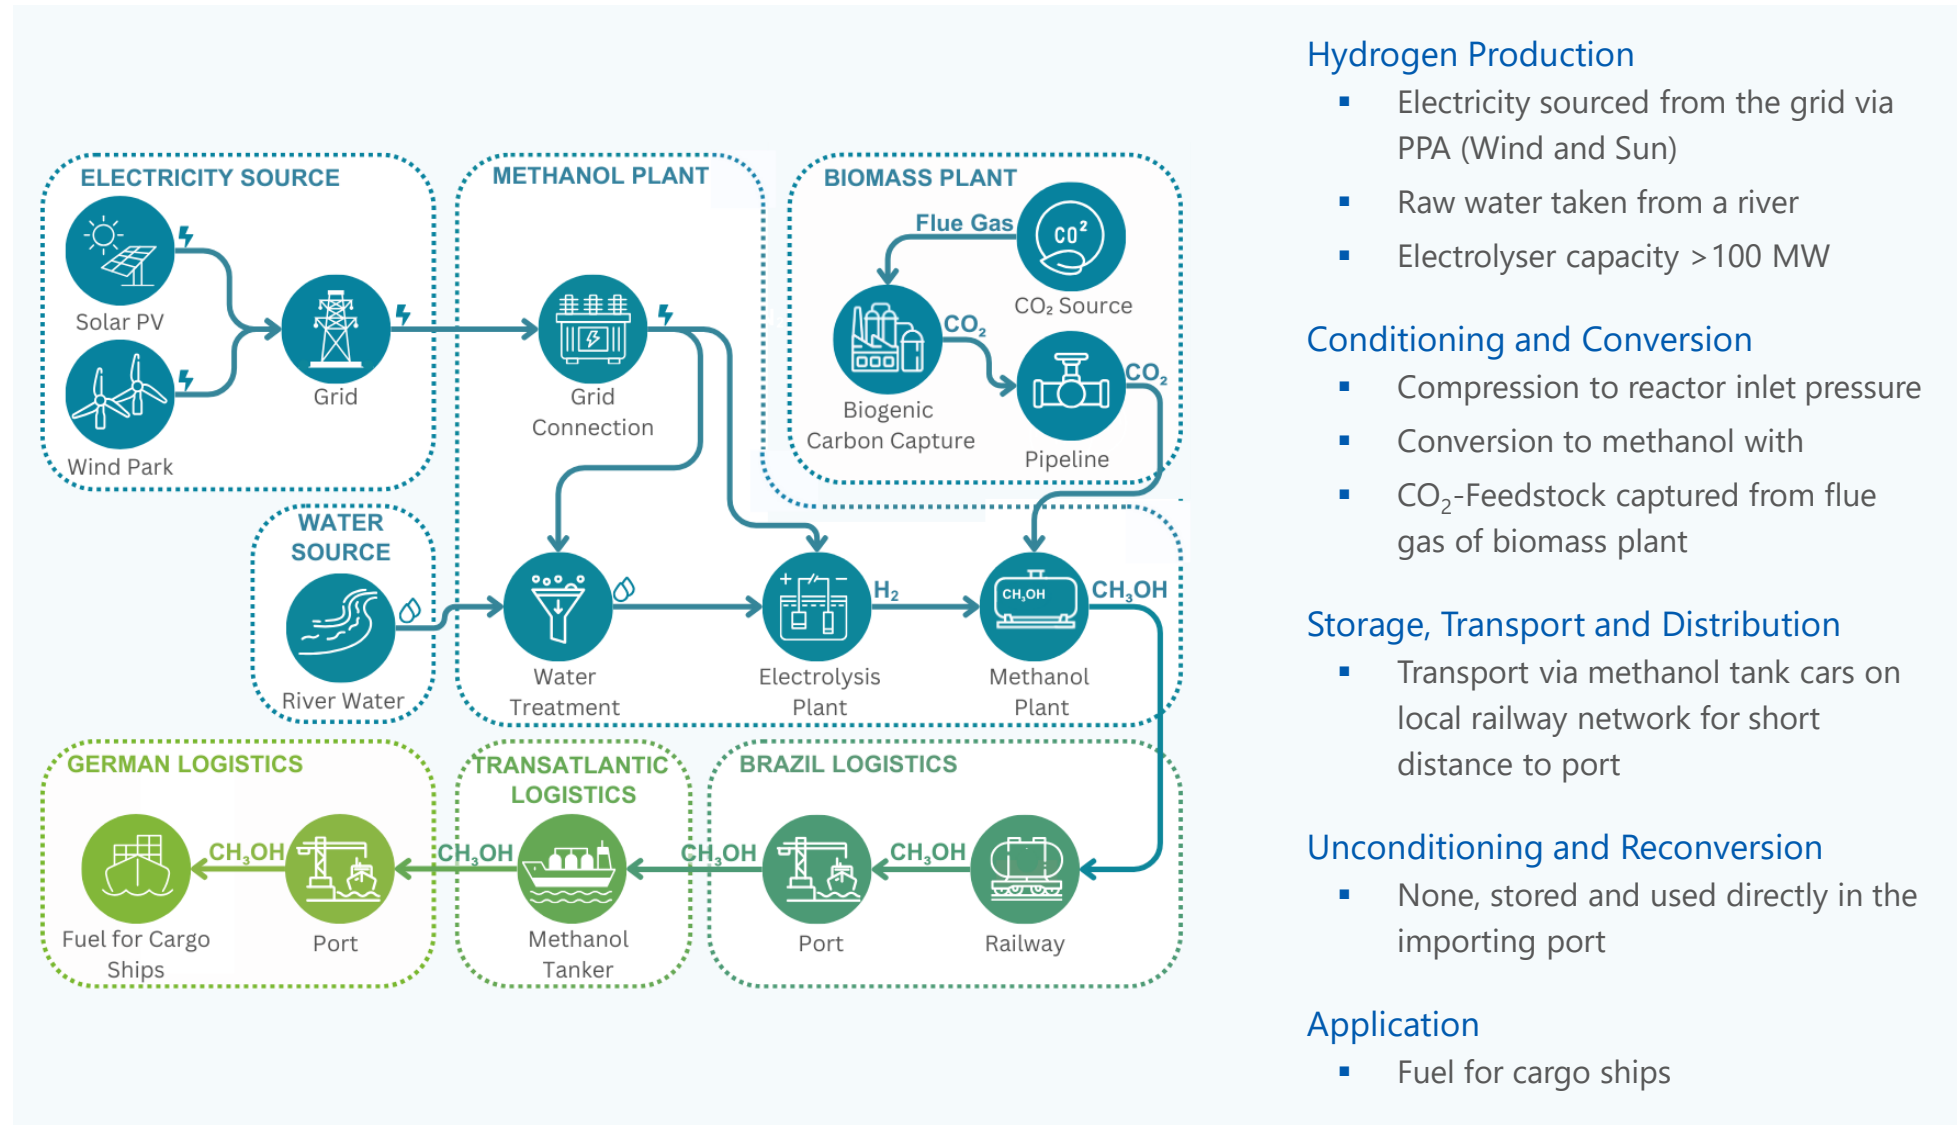 ELECTRICITY SOURCE
Solar PV
Wind Park
Grid
METHANOL PLANT
Grid
Connection
BIOMASS PLANT
Flue Gas
CO²
CO₂ Source
CO₂
Biogenic
Carbon Capture
CO₂
Pipeline
WATER
SOURCE
River Water
Water
Treatment
+ −
H₂
Electrolysis
Plant
CH₃OH
CH₃OH
Methanol
Plant
GERMAN LOGISTICS
CH₃OH
Fuel for Cargo
Ships
Port
TRANSATLANTIC
LOGISTICS
CH₃OH
Methanol
Tanker
BRAZIL LOGISTICS
CH₃OH
CH₃OH
Port
Railway
Hydrogen Production
▪ Electricity sourced from the grid via
PPA (Wind and Sun)
▪ Raw water taken from a river
▪ Electrolyser capacity >100 MW
Conditioning and Conversion
▪ Compression to reactor inlet pressure
▪ Conversion to methanol with
▪ CO₂-Feedstock captured from flue
gas of biomass plant
Storage, Transport and Distribution
▪ Transport via methanol tank cars on
local railway network for short
distance to port
Unconditioning and Reconversion
▪ None, stored and used directly in the
importing port
Application
▪ Fuel for cargo ships